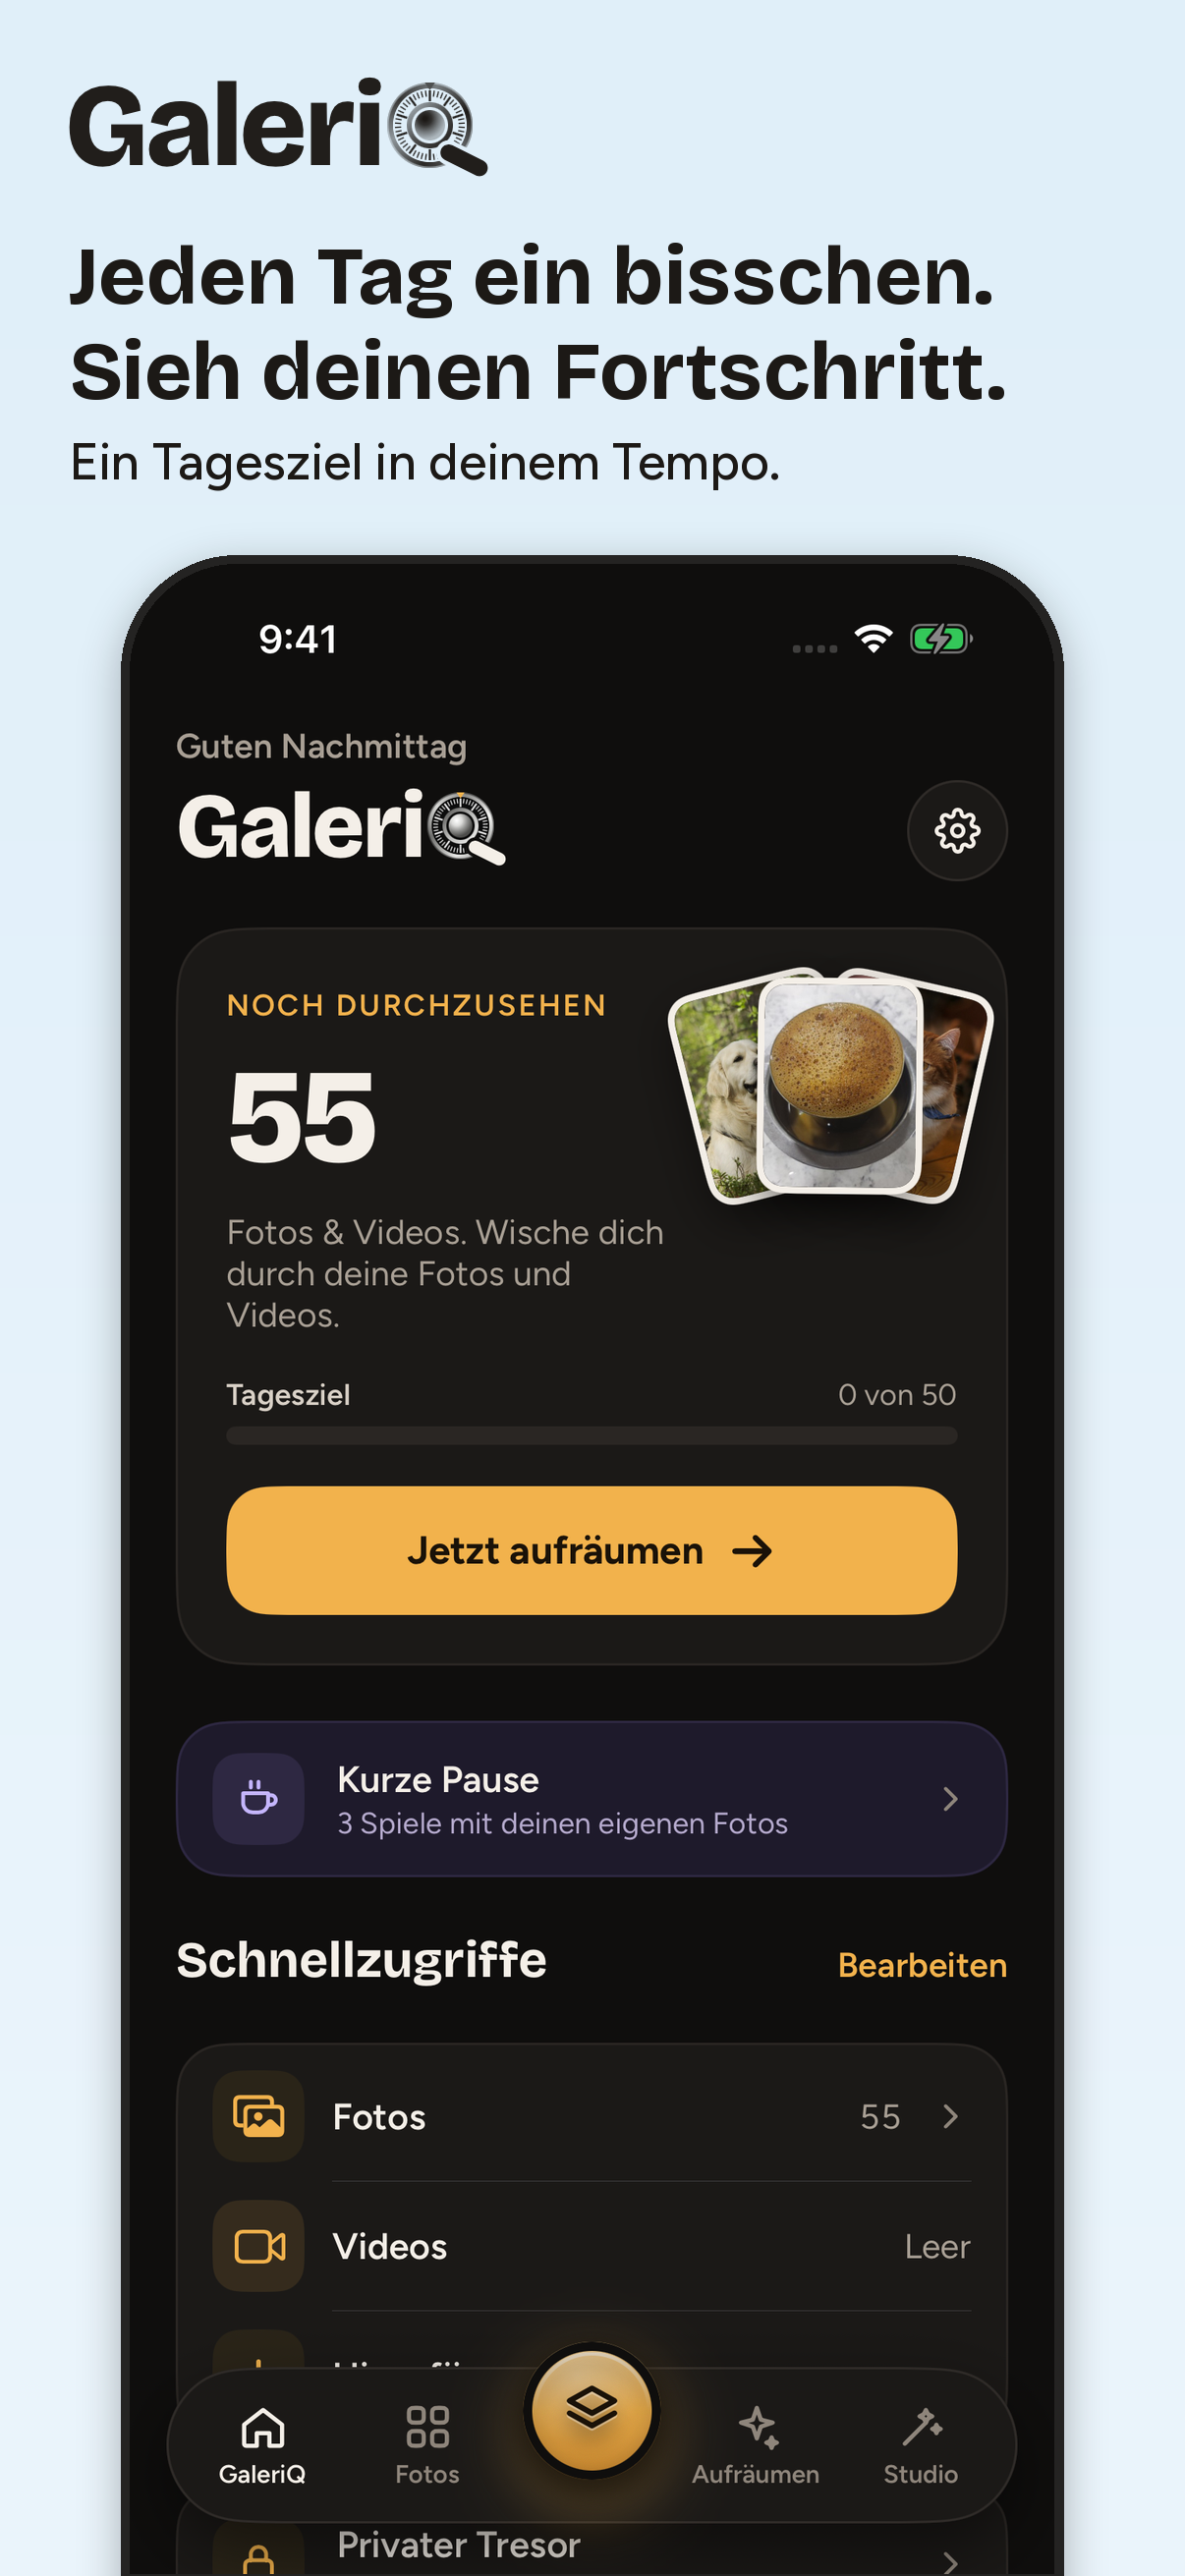 GaleriQ
Jeden Tag ein bisschen.
Sieh deinen Fortschritt.
Ein Tagesziel in deinem Tempo.
9:41
Guten Nachmittag
GaleriQ
NOCH DURCHZUSEHEN
55
Fotos & Videos. Wische dich
durch deine Fotos und
Videos.
Tagesziel 0 von 50
Jetzt aufräumen
Kurze Pause
3 Spiele mit deinen eigenen Fotos
Schnellzugriffe Bearbeiten
Fotos 55
Videos Leer
GaleriQ Fotos Aufräumen Studio
Privater Tresor